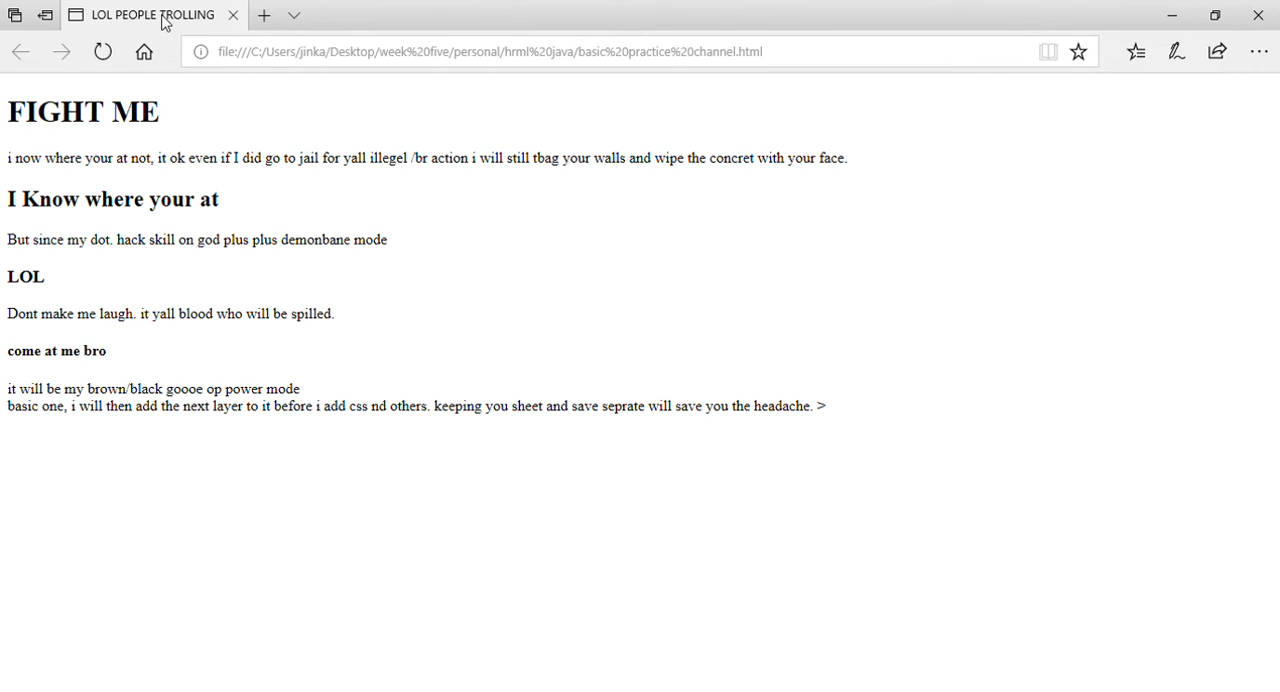 LOL PEOPLE TROLLING
file:///C:/Users/jinka/Desktop/week%20five/personal/hrml%20java/basic%20practice%20channel.html
FIGHT ME
i now where your at not, it ok even if I did go to jail for yall illegel /br action i will still tbag your walls and wipe the concret with your face.
I Know where your at
But since my dot. hack skill on god plus plus demonbane mode
LOL
Dont make me laugh. it yall blood who will be spilled.
come at me bro
it will be my brown/black goooe op power mode
basic one, i will then add the next layer to it before i add css nd others. keeping you sheet and save seprate will save you the headache. >